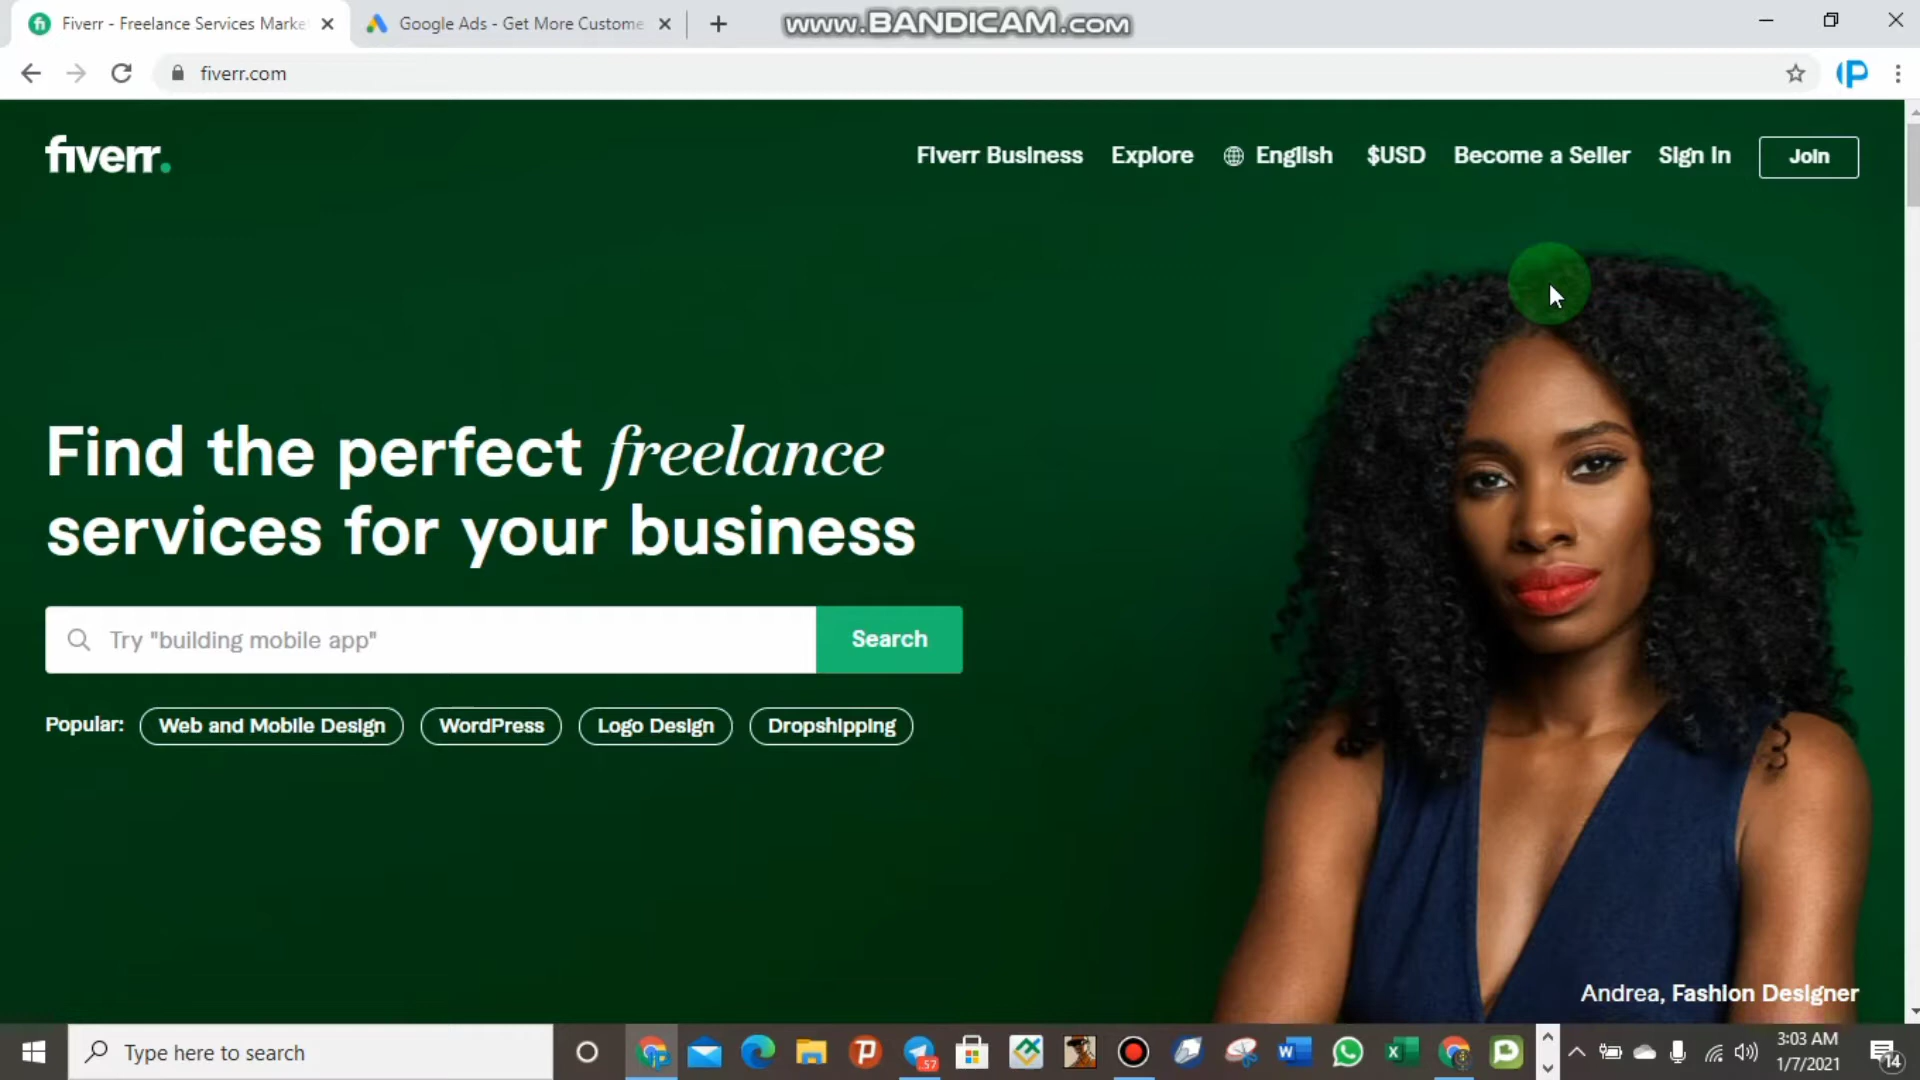 Fiverr - Freelance Services Marke
Google Ads - Get More Custome
www.BANDICAM.com
fiverr.com
fiverr.
Fiverr Business
Explore
English
$USD
Become a Seller
Sign In
Join
Find the perfect freelance
services for your business
Try "building mobile app"
Search
Popular:
Web and Mobile Design
WordPress
Logo Design
Dropshipping
Andrea, Fashion Designer
Type here to search
57
3:03 AM
1/7/2021
14